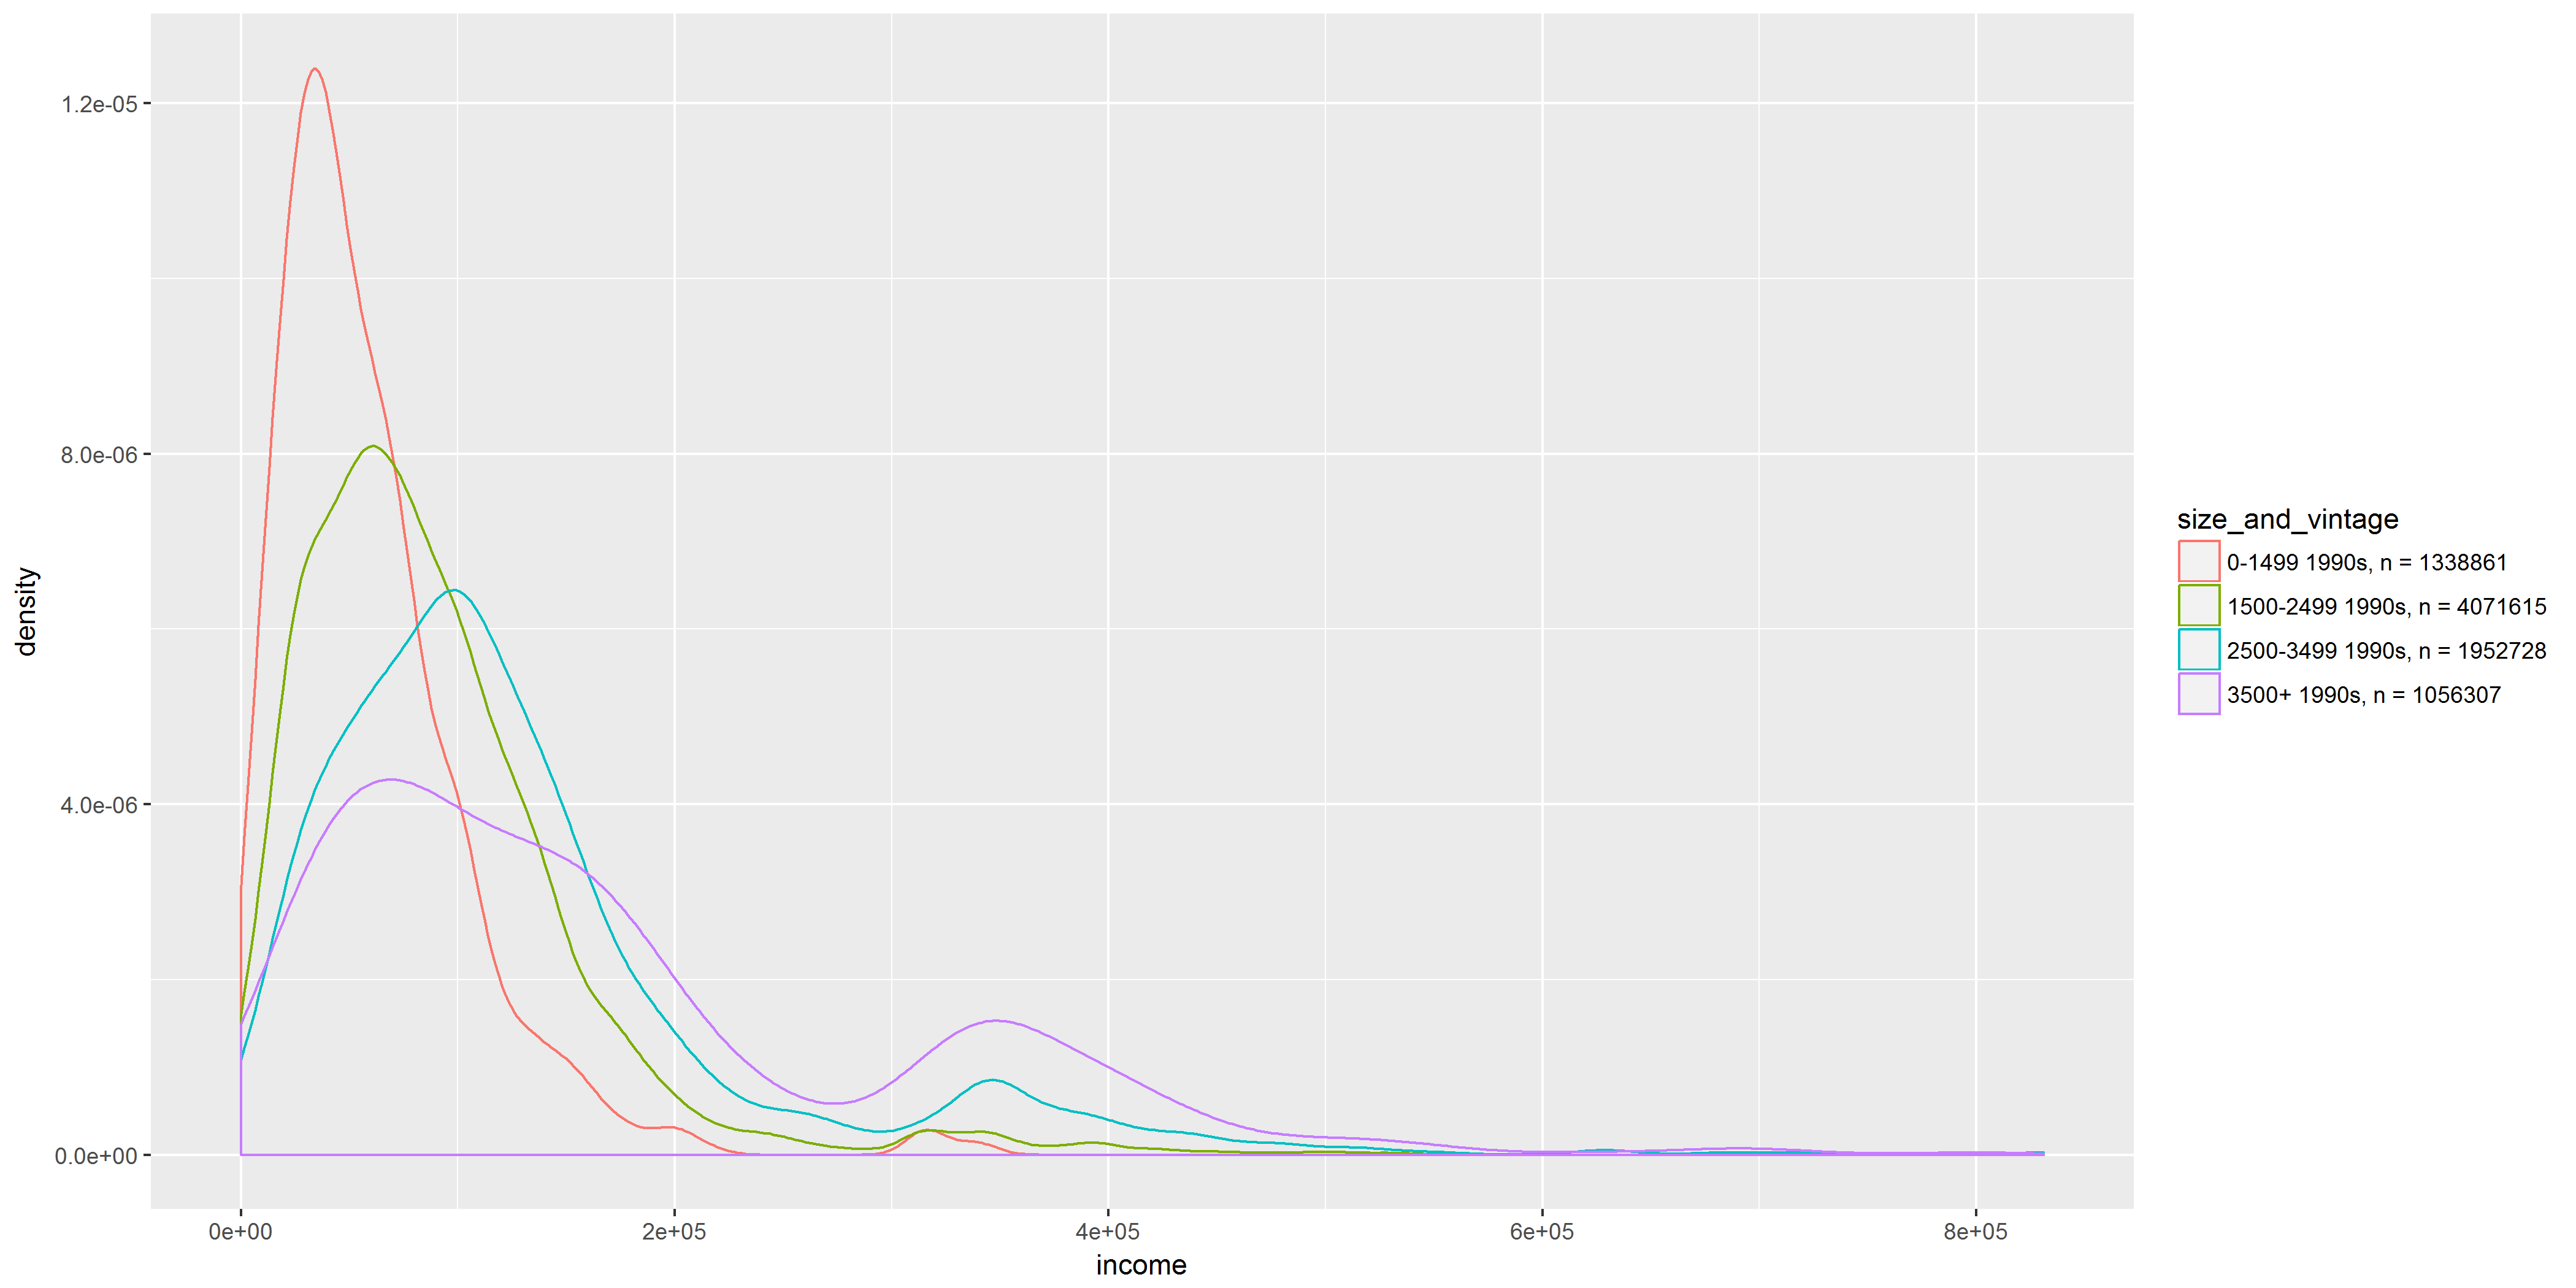 1.2e-05
8.0e-06
4.0e-06
0.0e+00
density
0e+00 2e+05 4e+05 6e+05 8e+05
income
size_and_vintage
0-1499 1990s, n = 1338861
1500-2499 1990s, n = 4071615
2500-3499 1990s, n = 1952728
3500+ 1990s, n = 1056307